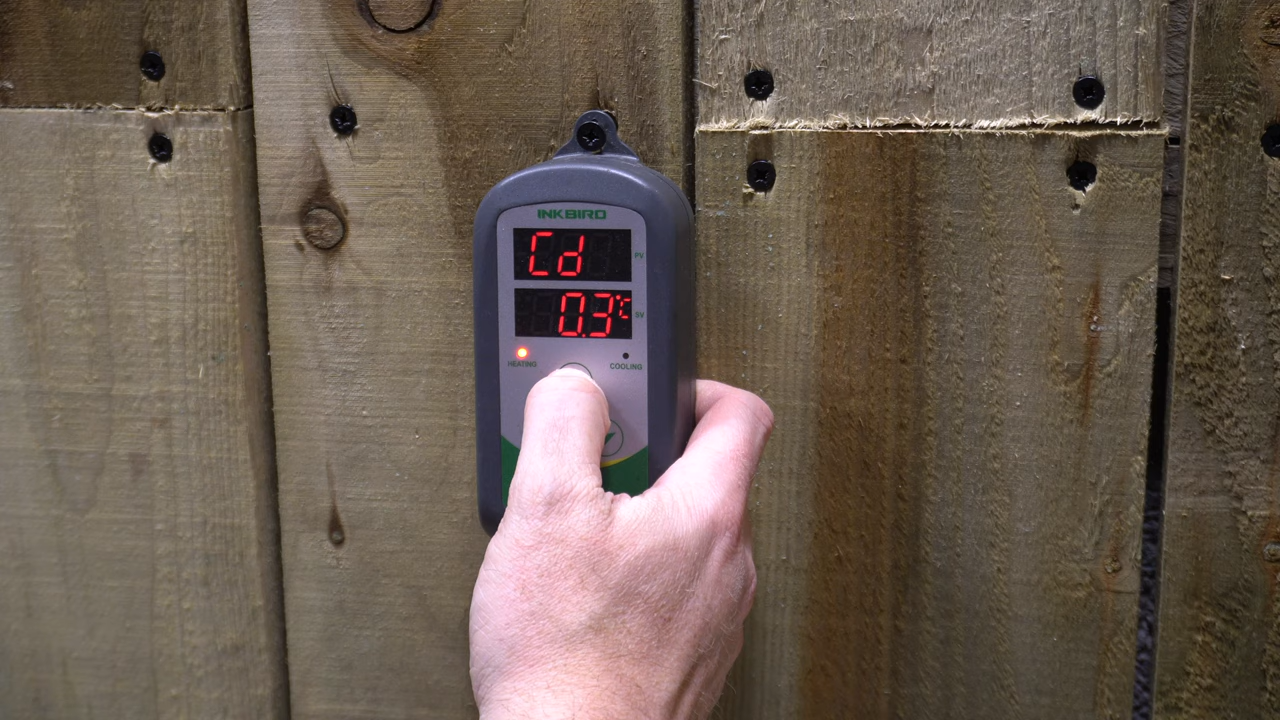 INKBIRD
Cd
PV
0.3°C
SV
HEATING
COOLING